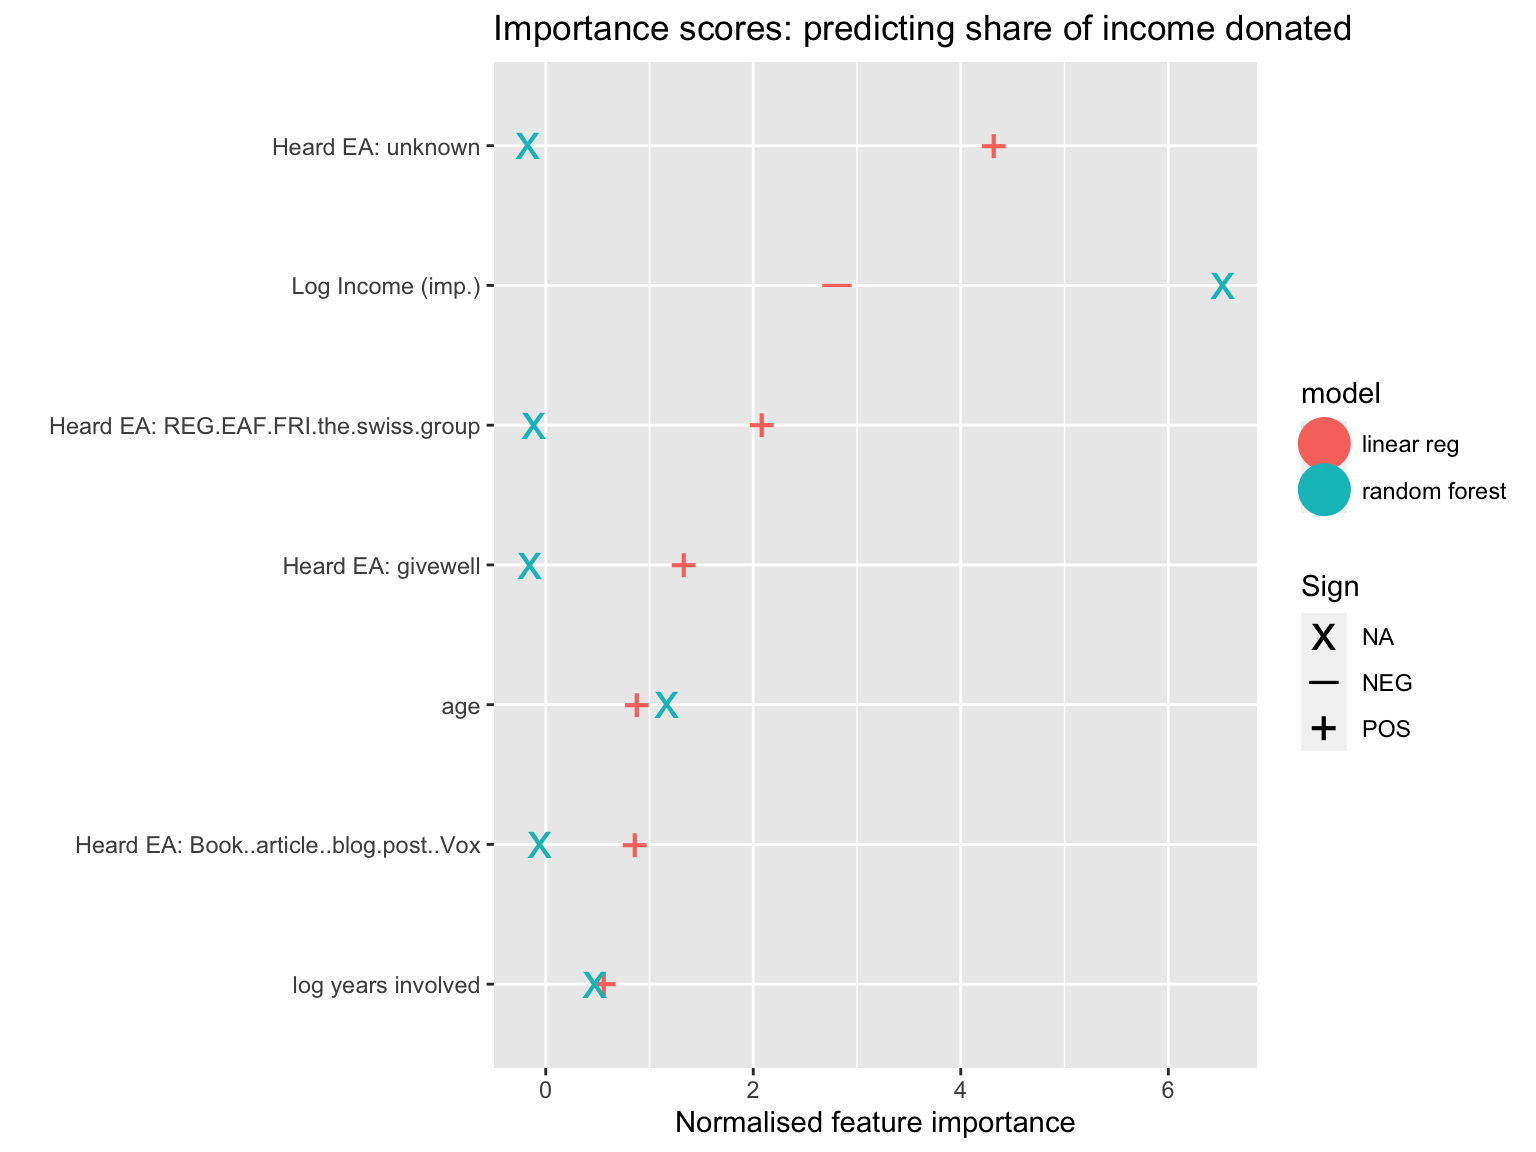 Importance scores: predicting share of income donated
Heard EA: unknown
Log Income (imp.)
Heard EA: REG.EAF.FRI.the.swiss.group
Heard EA: givewell
age
Heard EA: Book..article..blog.post..Vox
log years involved
0 2 4 6
Normalised feature importance
model
linear reg
random forest
Sign
X NA
— NEG
+ POS